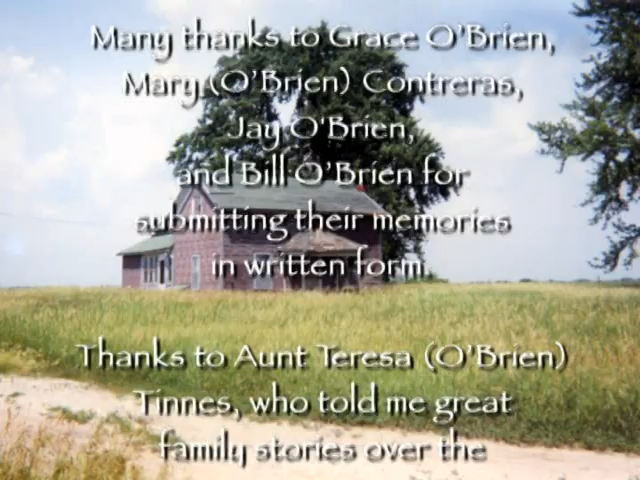 Many thanks to Grace O'Brien,
Mary (O'Brien) Contreras,
Jay O'Brien,
and Bill O'Brien for
submitting their memories
in written form.
Thanks to Aunt Teresa (O'Brien)
Tinnes, who told me great
family stories over the